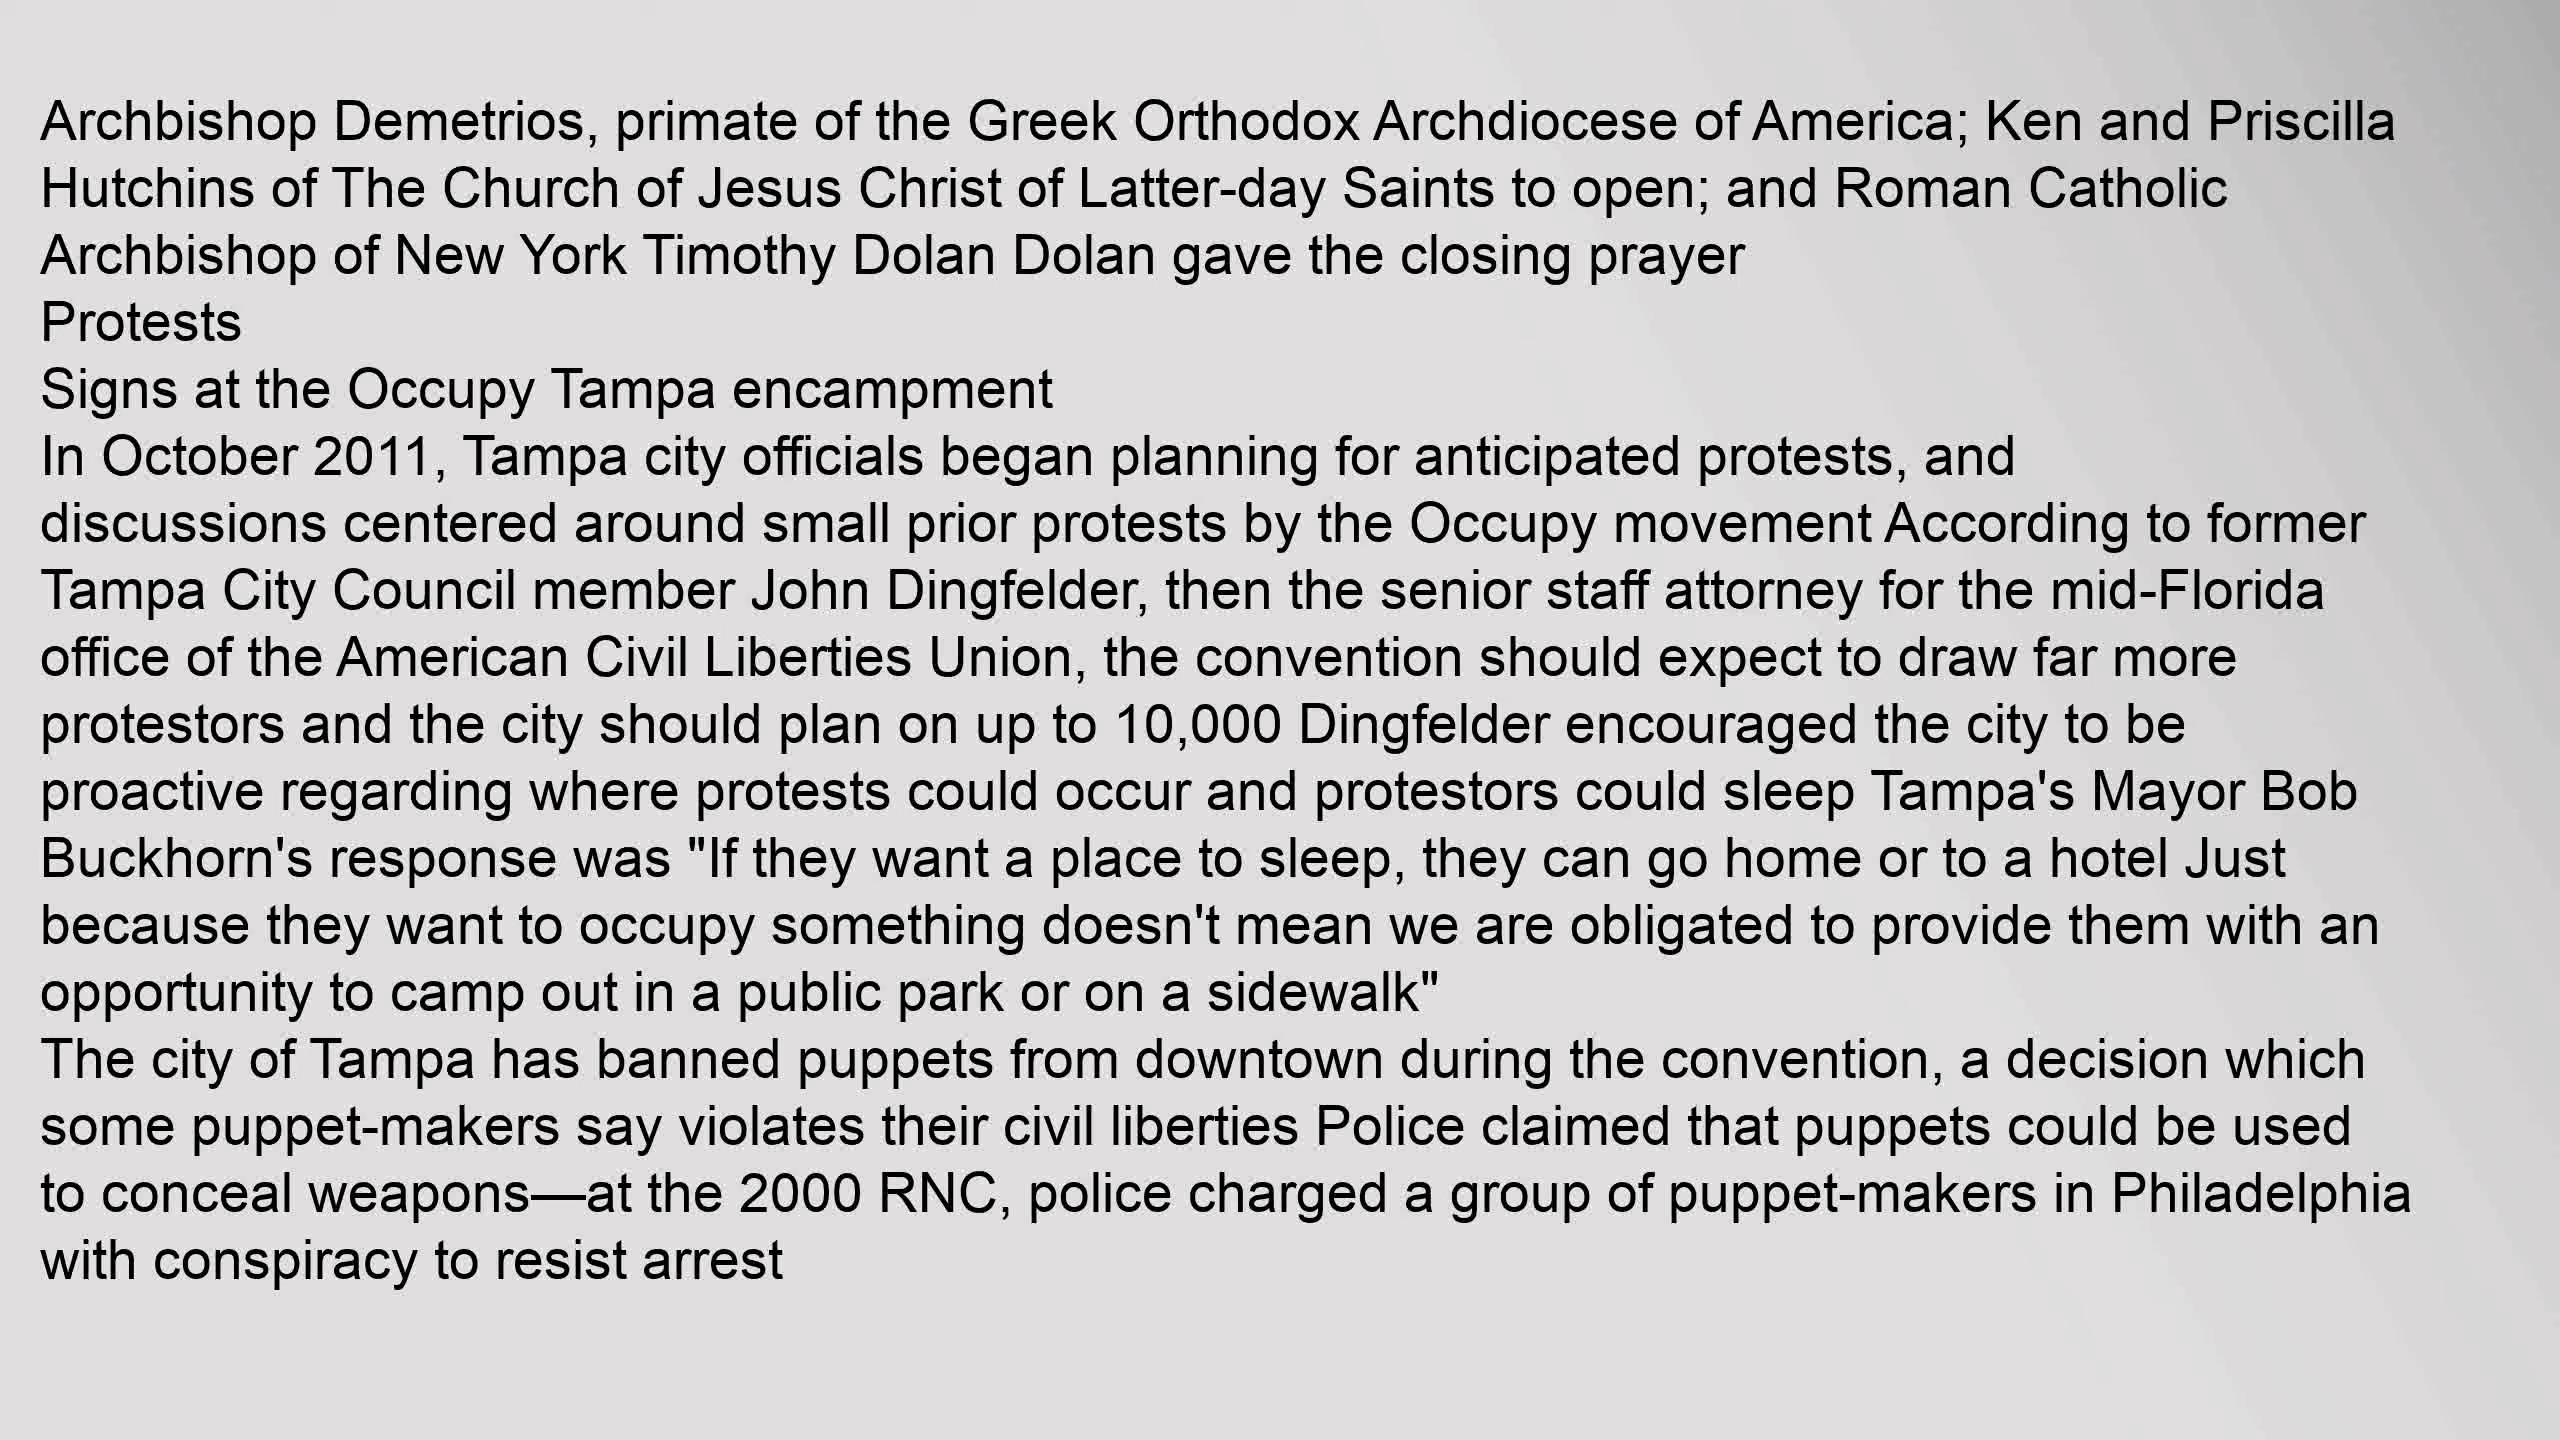 Archbishop Demetrios, primate of the Greek Orthodox Archdiocese of America; Ken and Priscilla
Hutchins of The Church of Jesus Christ of Latter-day Saints to open; and Roman Catholic
Archbishop of New York Timothy Dolan Dolan gave the closing prayer
Protests
Signs at the Occupy Tampa encampment
In October 2011, Tampa city officials began planning for anticipated protests, and
discussions centered around small prior protests by the Occupy movement According to former
Tampa City Council member John Dingfelder, then the senior staff attorney for the mid-Florida
office of the American Civil Liberties Union, the convention should expect to draw far more
protestors and the city should plan on up to 10,000 Dingfelder encouraged the city to be
proactive regarding where protests could occur and protestors could sleep Tampa's Mayor Bob
Buckhorn's response was "If they want a place to sleep, they can go home or to a hotel Just
because they want to occupy something doesn't mean we are obligated to provide them with an
opportunity to camp out in a public park or on a sidewalk"
The city of Tampa has banned puppets from downtown during the convention, a decision which
some puppet-makers say violates their civil liberties Police claimed that puppets could be used
to conceal weapons—at the 2000 RNC, police charged a group of puppet-makers in Philadelphia
with conspiracy to resist arrest